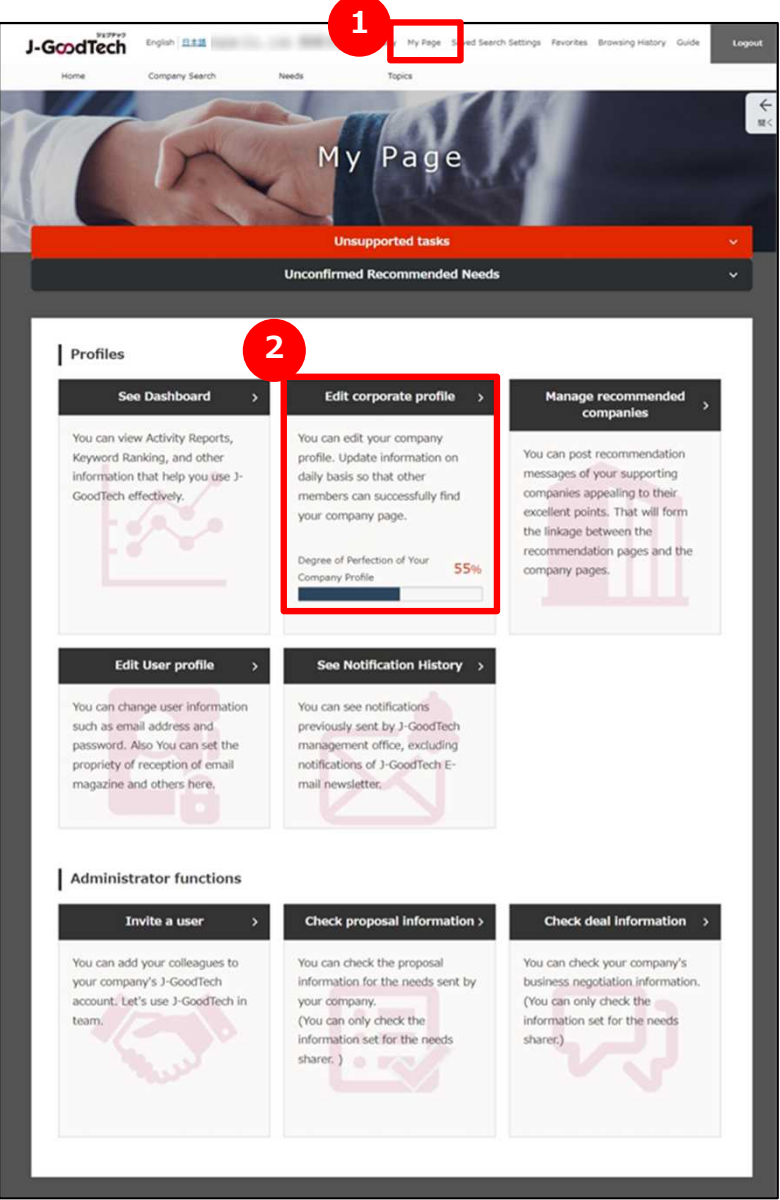 1
ジェグテック
J-GoodTech
English 日本語
My Page Saved Search Settings Favorites Browsing History Guide Logout
Home Company Search Needs Topics
開く
My Page
Unsupported tasks
Unconfirmed Recommended Needs
Profiles
2
See Dashboard
You can view Activity Reports,
Keyword Ranking, and other
information that help you use J-
GoodTech effectively.
Edit corporate profile
You can edit your company
profile. Update information on
daily basis so that other
members can successfully find
your company page.
Degree of Perfection of Your
Company Profile
55%
Manage recommended
companies
You can post recommendation
messages of your supporting
companies appealing to their
excellent points. That will form
the linkage between the
recommendation pages and the
company pages.
Edit User profile
You can change user information
such as email address and
password. Also You can set the
propriety of reception of email
magazine and others here.
See Notification History
You can see notifications
previously sent by J-GoodTech
management office, excluding
notifications of J-GoodTech E-
mail newsletter.
Administrator functions
Invite a user
You can add your colleagues to
your company's J-GoodTech
account. Let's use J-GoodTech in
team.
Check proposal information
You can check the proposal
information for the needs sent by
your company.
(You can only check the
information set for the needs
sharer. )
Check deal information
You can check your company's
business negotiation information.
(You can only check the
information set for the needs
sharer.)